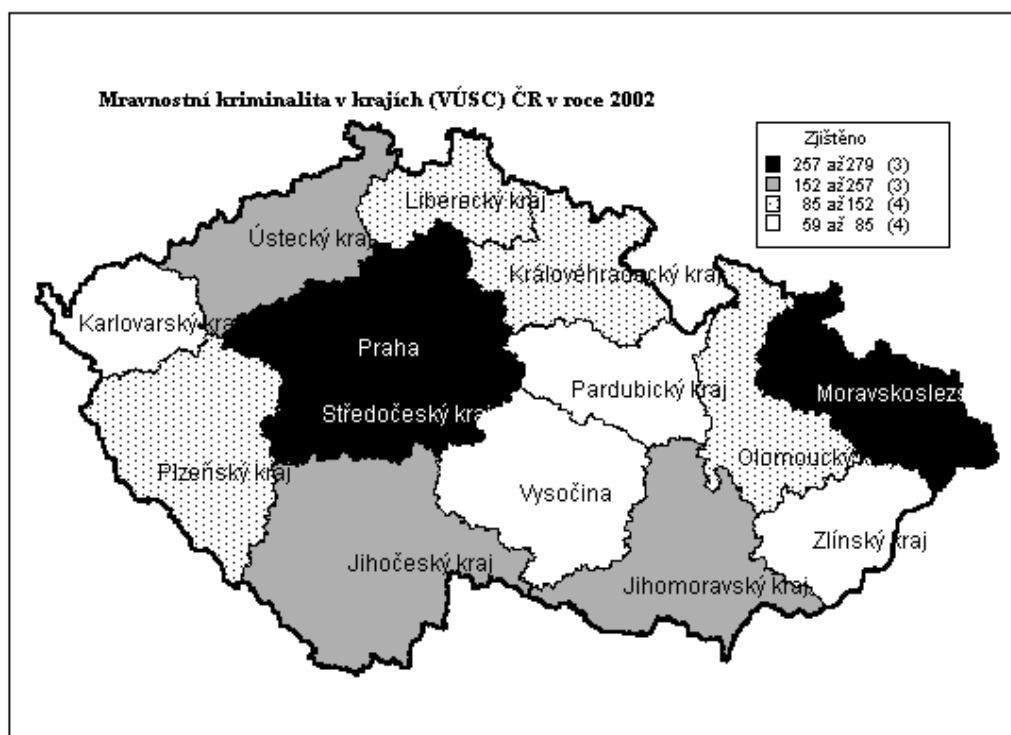 Mravnostní kriminalita v krajích (VÚSC) ČR v roce 2002
Zjištěno
257 až 279 (3)
152 až 257 (3)
85 až 152 (4)
59 až 85 (4)
Liberecký kraj
Ústecký kraj
Královéhradecký kraj
Karlovarský kraj
Praha
Pardubický kraj
Moravskoslezs
Středočeský kraj
Plzeňský kraj
Olomoucký kraj
Vysočina
Zlínský kraj
Jihočeský kraj
Jihomoravský kraj